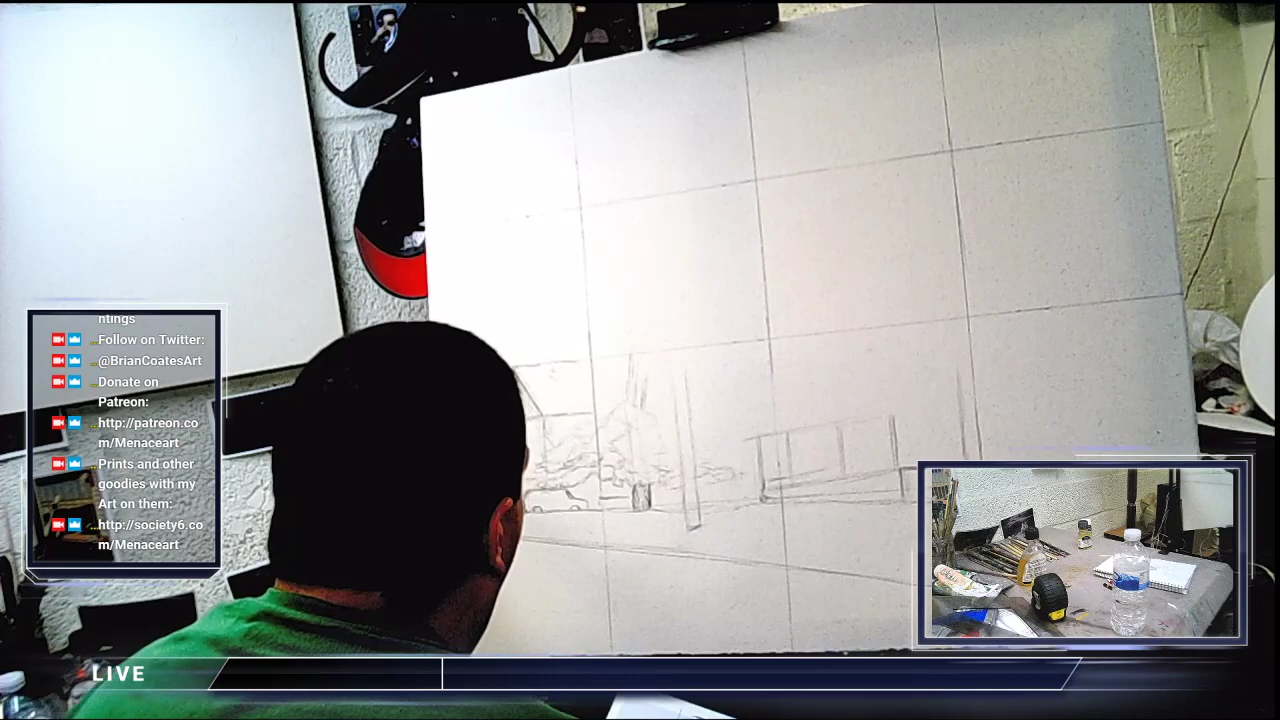 ntings
Follow on Twitter:
@BrianCoatesArt
Donate on
Patreon:
http://patreon.co
m/Menaceart
Prints and other
goodies with my
Art on them:
http://society6.co
m/Menaceart
LIVE